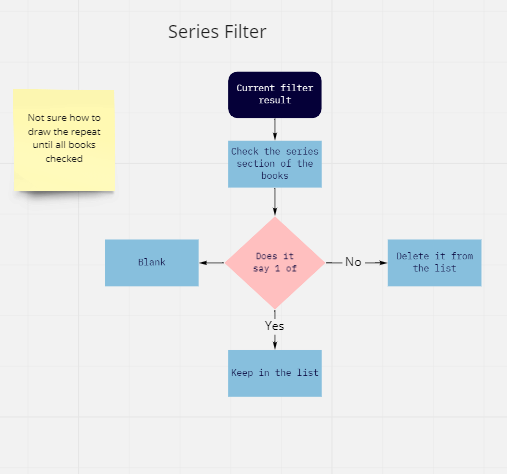 Series Filter
Current filter
result
Not sure how to
draw the repeat
until all books
checked
Check the series
section of the
books
Blank
Does it
say 1 of
No
Delete it from
the list
Yes
Keep in the list